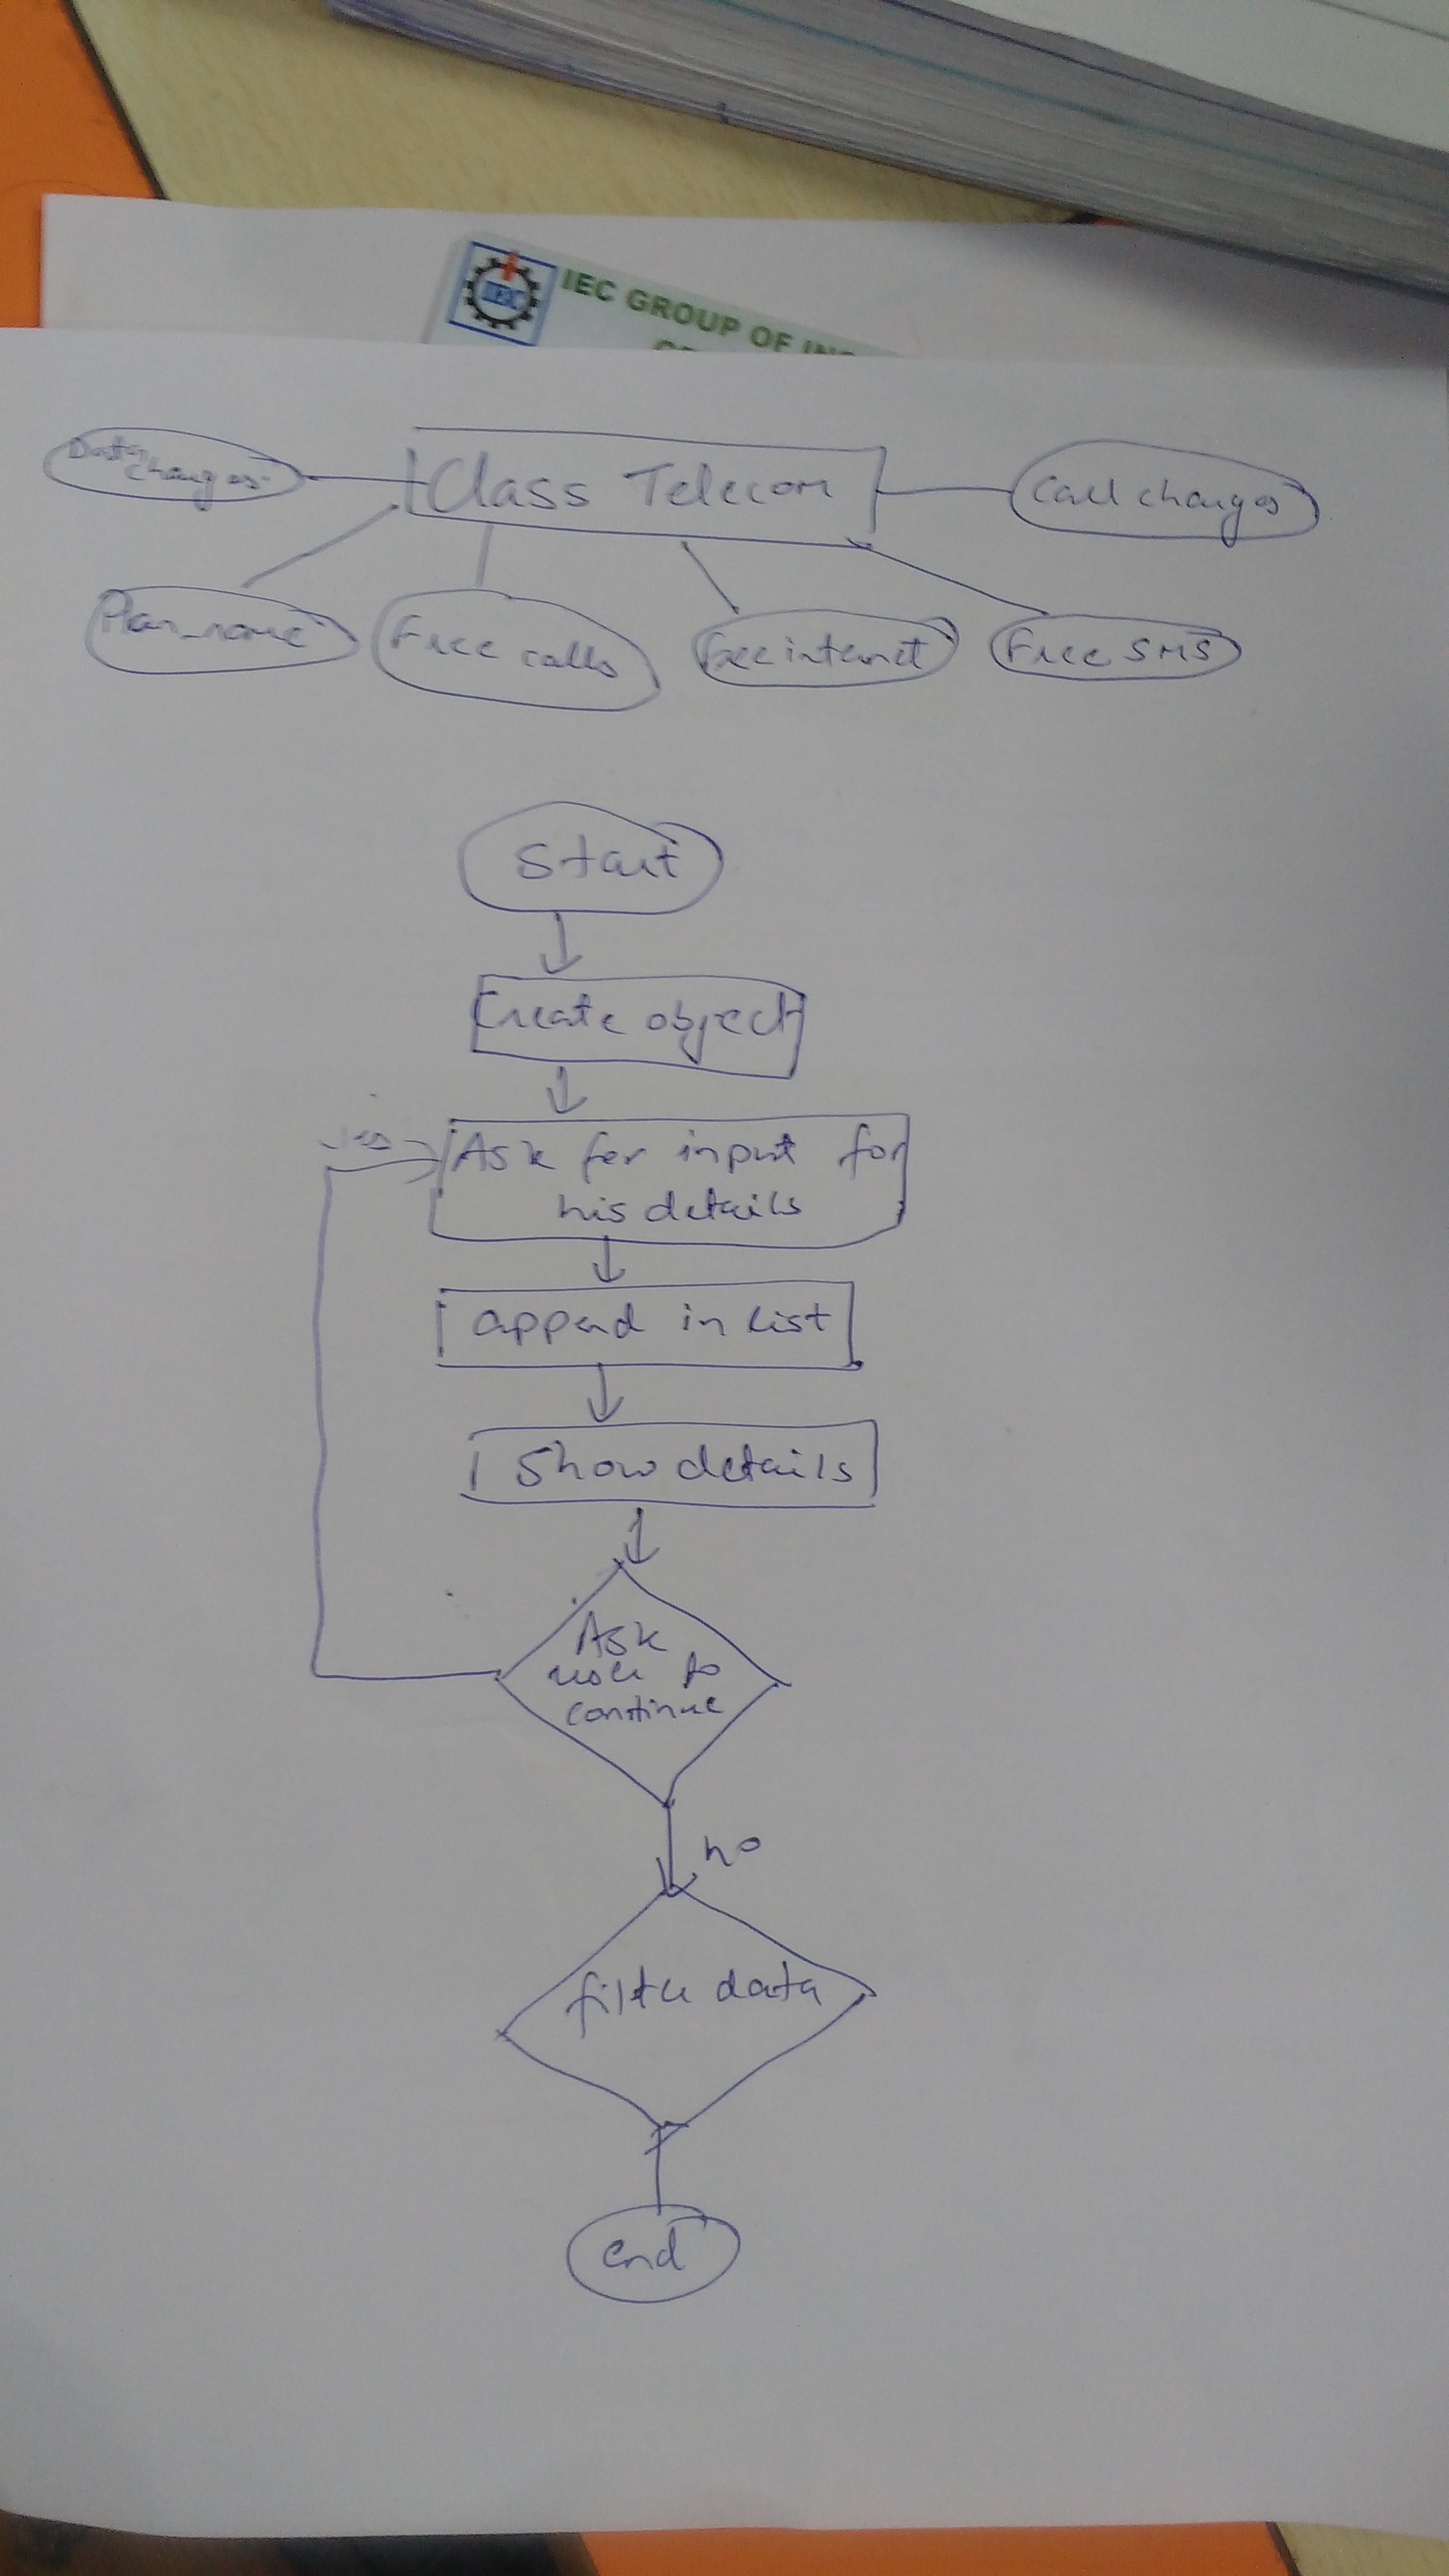 IEC
IEC GROUP OF INS
Data
charges
Class Telecom
Call charges
Plan_name
Free calls
Free internet
Free SMS
Start
Create object
yes
Ask for input for
his details
append in list
Show details
Ask
user to
continue
no
filter data
end